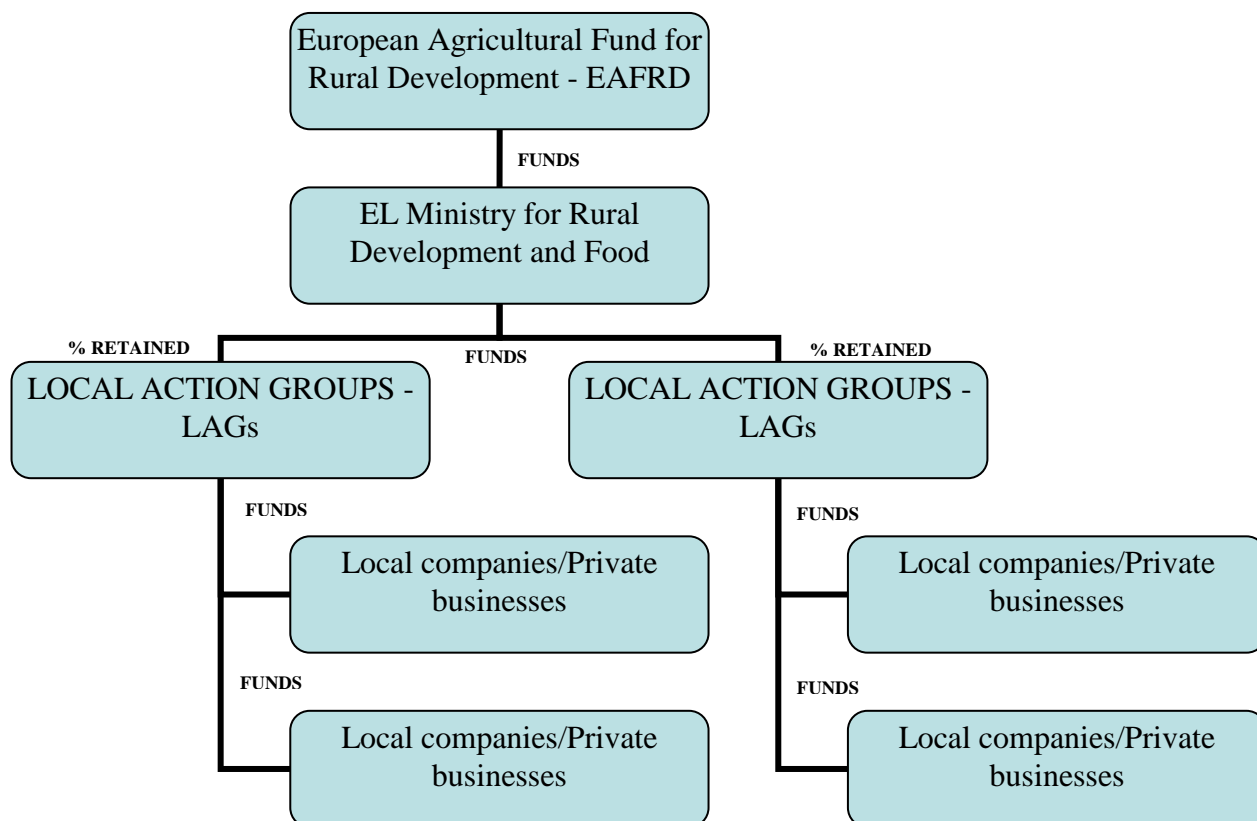 European Agricultural Fund for
Rural Development - EAFRD
FUNDS
EL Ministry for Rural
Development and Food
% RETAINED
FUNDS
% RETAINED
LOCAL ACTION GROUPS -
LAGs
LOCAL ACTION GROUPS -
LAGs
FUNDS
FUNDS
Local companies/Private
businesses
Local companies/Private
businesses
FUNDS
FUNDS
Local companies/Private
businesses
Local companies/Private
businesses